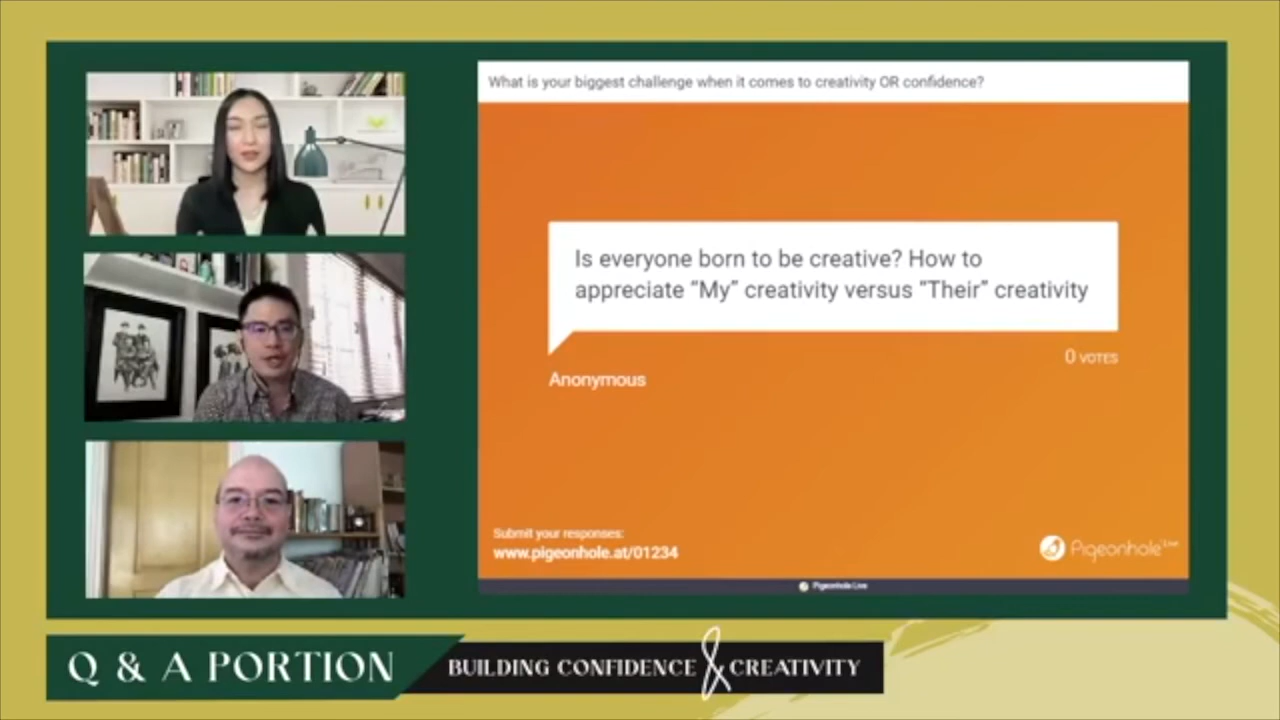 What is your biggest challenge when it comes to creativity OR confidence?
Is everyone born to be creative? How to
appreciate “My” creativity versus “Their” creativity
0 VOTES
Anonymous
Submit your responses:
www.pigeonhole.at/01234
Pigeonhole Live
Pigeonhole Live
Q & A PORTION
BUILDING CONFIDENCE & CREATIVITY